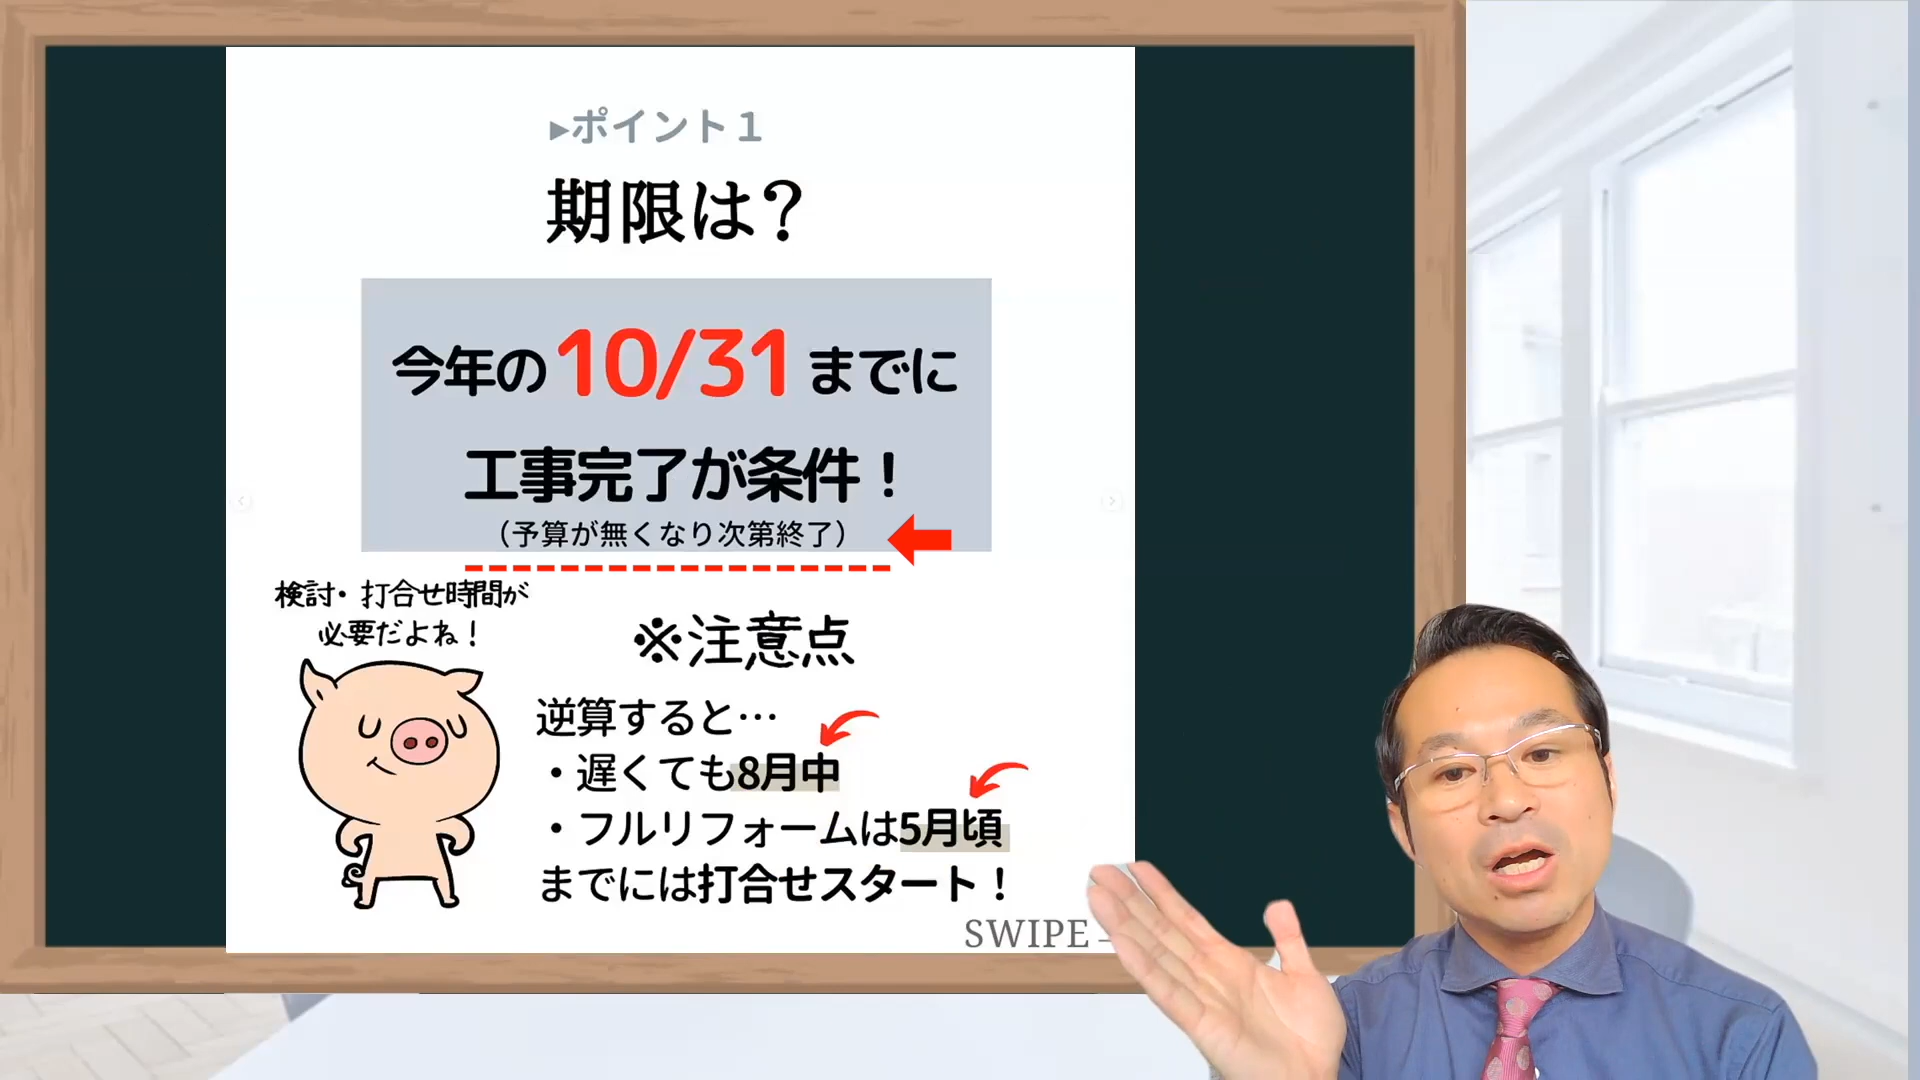 ▸ポイント１
期限は？
今年の10/31までに
工事完了が条件！
（予算が無くなり次第終了）
検討・打合せ時間が
必要だよね！
※注意点
逆算すると…
・遅くても8月中
・フルリフォームは5月頃
までには打合せスタート！
SWIPE